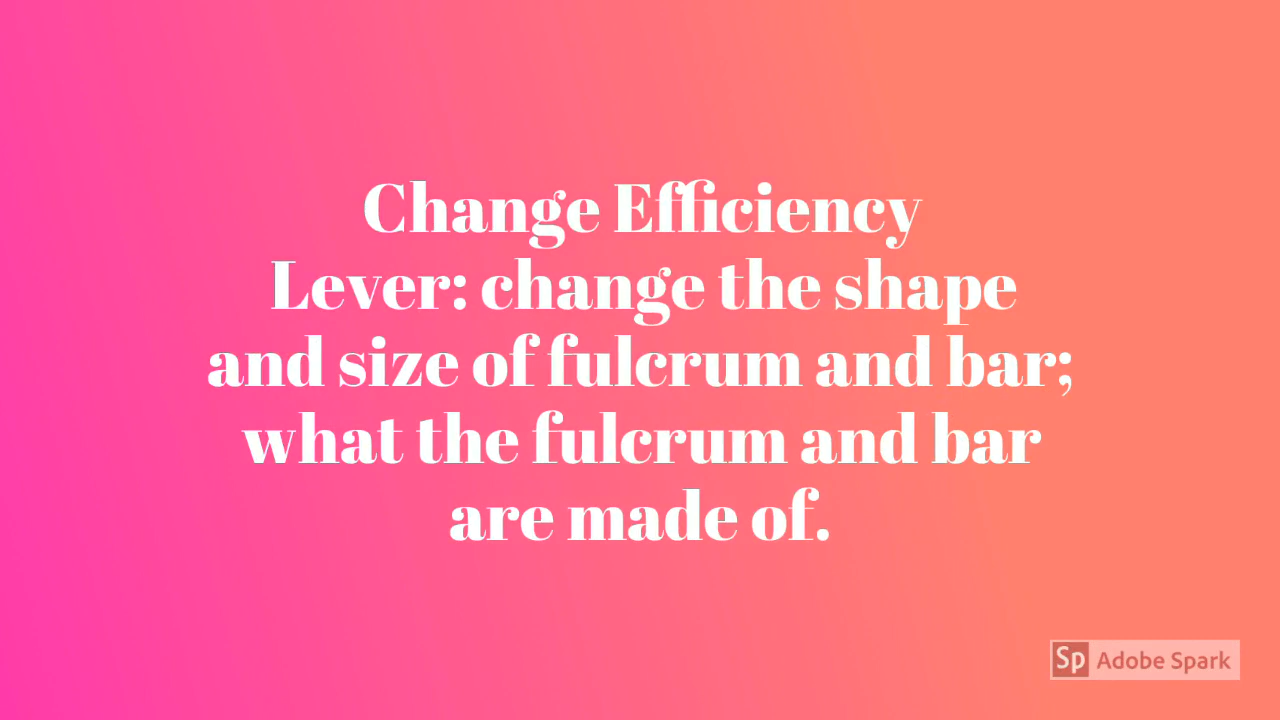 Change Efficiency
Lever: change the shape
and size of fulcrum and bar;
what the fulcrum and bar
are made of.
Sp Adobe Spark